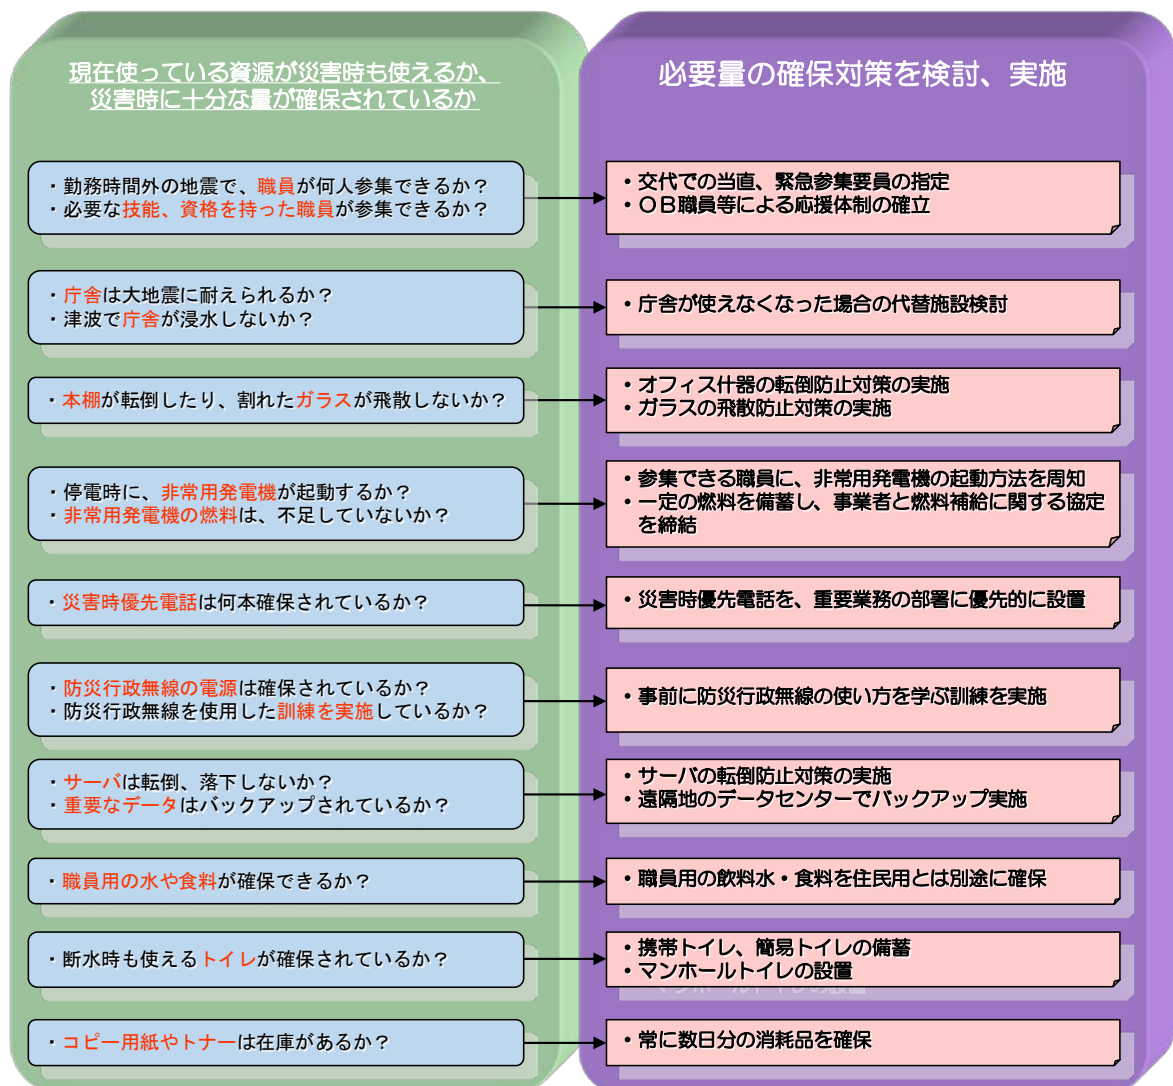 現在使っている資源が災害時も使えるか、
災害時に十分な量が確保されているか
必要量の確保対策を検討、実施
・勤務時間外の地震で、職員が何人参集できるか？
・必要な技能、資格を持った職員が参集できるか？
・交代での当直、緊急参集要員の指定
・ＯＢ職員等による応援体制の確立
・庁舎は大地震に耐えられるか？
・津波で庁舎が浸水しないか？
・庁舎が使えなくなった場合の代替施設検討
・本棚が転倒したり、割れたガラスが飛散しないか？
・オフィス什器の転倒防止対策の実施
・ガラスの飛散防止対策の実施
・停電時に、非常用発電機が起動するか？
・非常用発電機の燃料は、不足していないか？
・参集できる職員に、非常用発電機の起動方法を周知
・一定の燃料を備蓄し、事業者と燃料補給に関する協定
を締結
・災害時優先電話は何本確保されているか？
・災害時優先電話を、重要業務の部署に優先的に設置
・防災行政無線の電源は確保されているか？
・防災行政無線を使用した訓練を実施しているか？
・事前に防災行政無線の使い方を学ぶ訓練を実施
・サーバは転倒、落下しないか？
・重要なデータはバックアップされているか？
・サーバの転倒防止対策の実施
・遠隔地のデータセンターでバックアップ実施
・職員用の水や食料が確保できるか？
・職員用の飲料水・食料を住民用とは別途に確保
・断水時も使えるトイレが確保されているか？
・携帯トイレ、簡易トイレの備蓄
・マンホールトイレの設置
・コピー用紙やトナーは在庫があるか？
・常に数日分の消耗品を確保